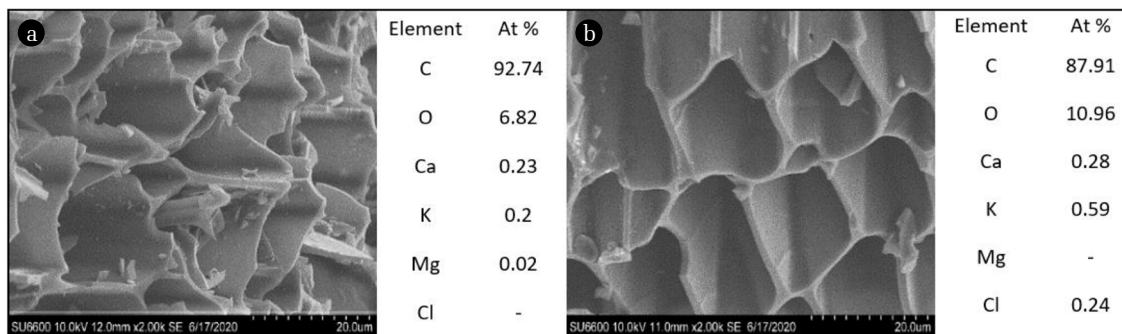 a
Element At %
C 92.74
O 6.82
Ca 0.23
K 0.2
Mg 0.02
Cl -
SU6600 10.0kV 12.0mm x2.00k SE 6/17/2020 20.0um
b
Element At %
C 87.91
O 10.96
Ca 0.28
K 0.59
Mg -
Cl 0.24
SU6600 10.0kV 11.0mm x2.00k SE 6/17/2020 20.0um